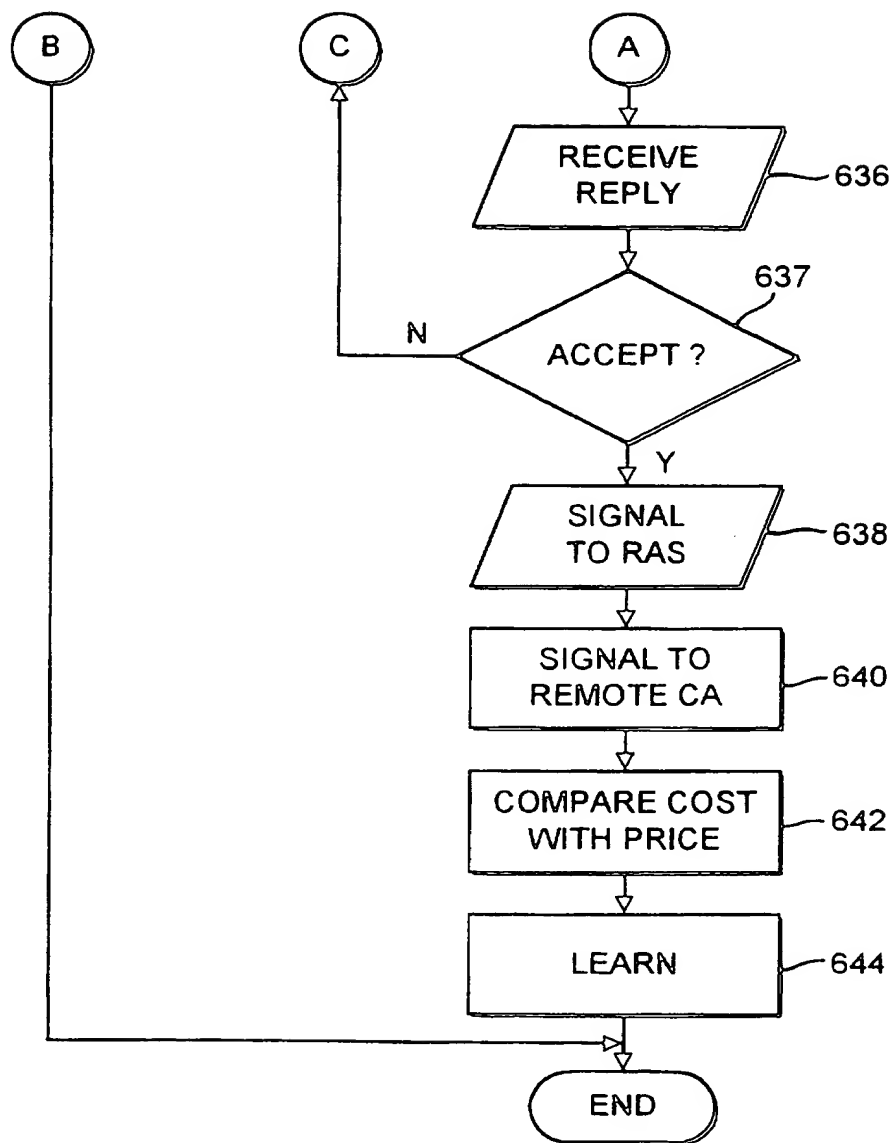 B
C
A
RECEIVE
REPLY
636
637
ACCEPT ?
N
Y
SIGNAL
TO RAS
638
SIGNAL TO
REMOTE CA
640
COMPARE COST
WITH PRICE
642
LEARN
644
END